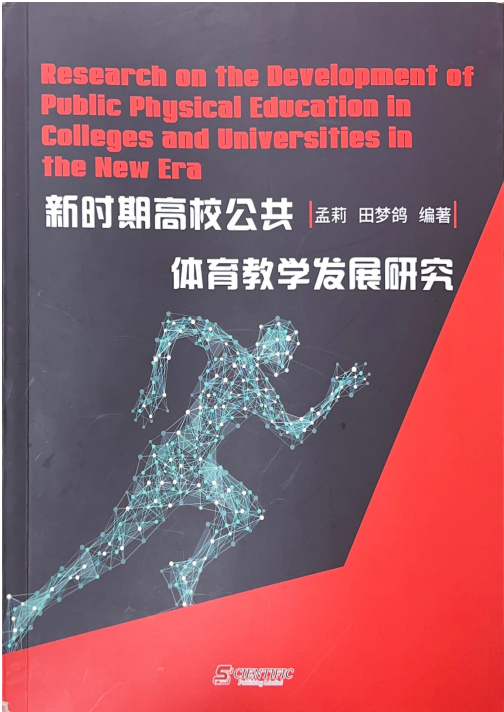 Research on the Development of
Public Physical Education in
Colleges and Universities in
the New Era
新时期高校公共
孟莉 田梦鸽 编著
体育教学发展研究
SCIENTIFIC
Publishing Limited